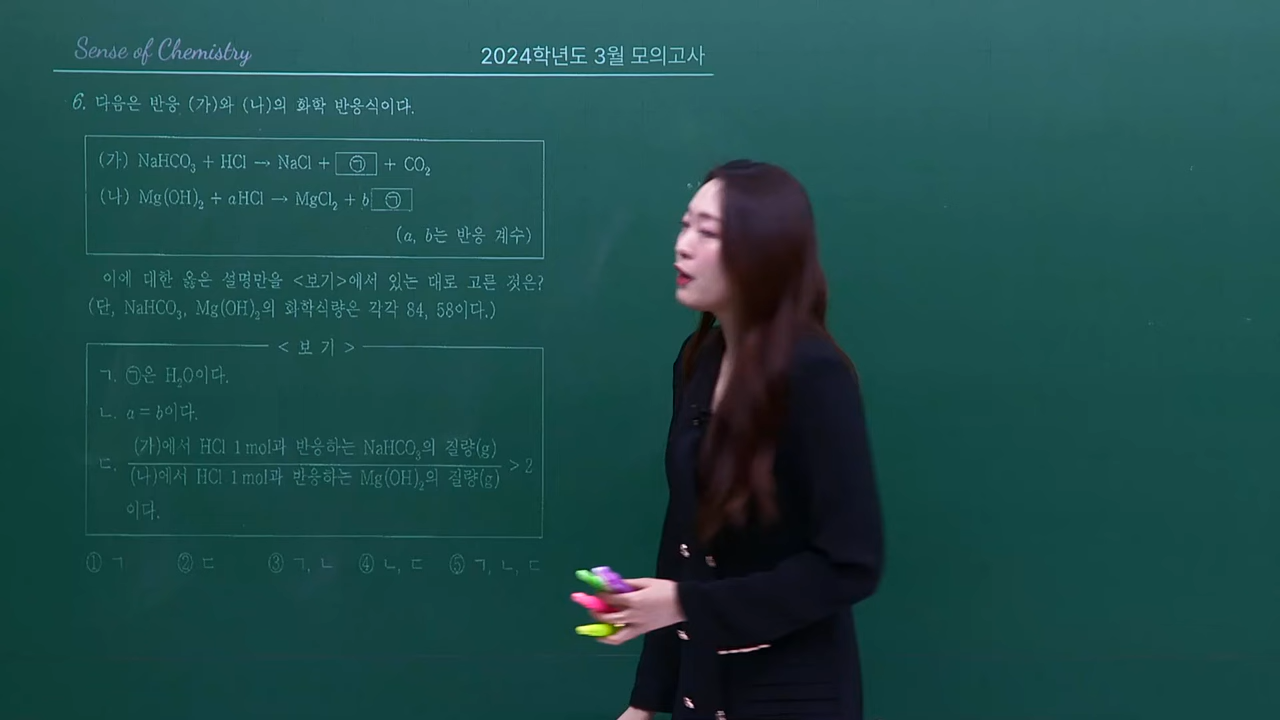 Sense of Chemistry
2024학년도 3월 모의고사
6. 다음은 반응 (가)와 (나)의 화학 반응식이다.
(가) NaHCO₃ + HCl → NaCl + ㉠ + CO₂
(나) Mg(OH)₂ + aHCl → MgCl₂ + b ㉠
(a, b는 반응 계수)
이에 대한 옳은 설명만을 <보기>에서 있는 대로 고른 것은?
(단, NaHCO₃, Mg(OH)₂의 화학식량은 각각 84, 58이다.)
< 보 기 >
ㄱ. ㉠은 H₂O이다.
ㄴ. a = b이다.
ㄷ. (가)에서 HCl 1 mol과 반응하는 NaHCO₃의 질량(g)
(나)에서 HCl 1 mol과 반응하는 Mg(OH)₂의 질량(g) > 2
이다.
① ㄱ ② ㄷ ③ ㄱ, ㄴ ④ ㄴ, ㄷ ⑤ ㄱ, ㄴ, ㄷ